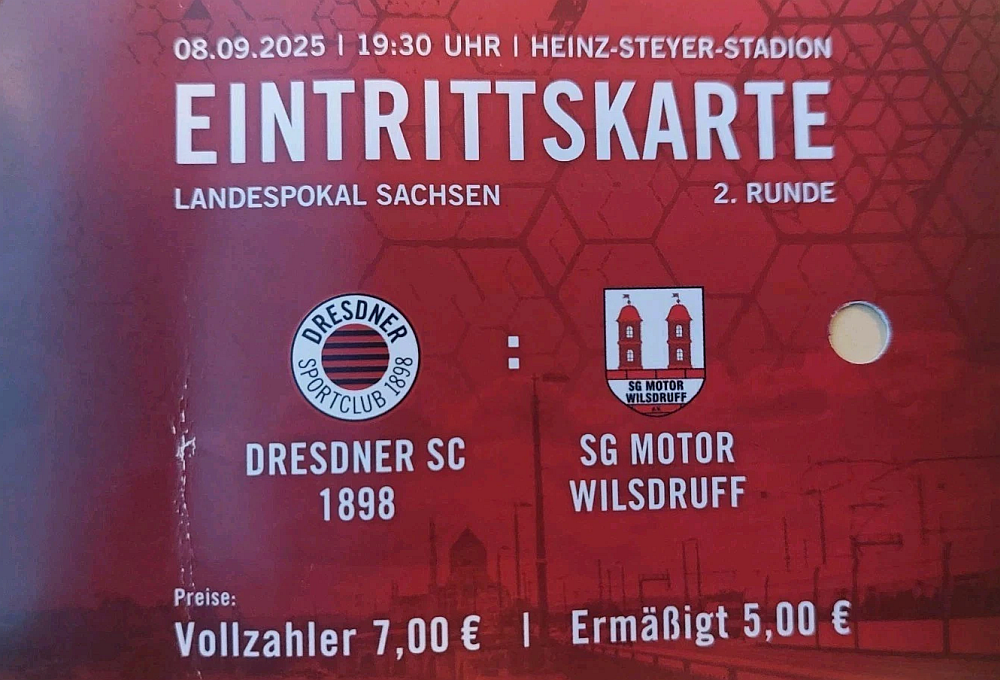 08.09.2025 | 19:30 UHR | HEINZ-STEYER-STADION
EINTRITTSKARTE
LANDESPOKAL SACHSEN 2. RUNDE
DRESDNER
SPORTCLUB 1898
SG MOTOR
WILSDRUFF
:
DRESDNER SC
1898
SG MOTOR
WILSDRUFF
Preise:
Vollzahler 7,00 € | Ermäßigt 5,00 €